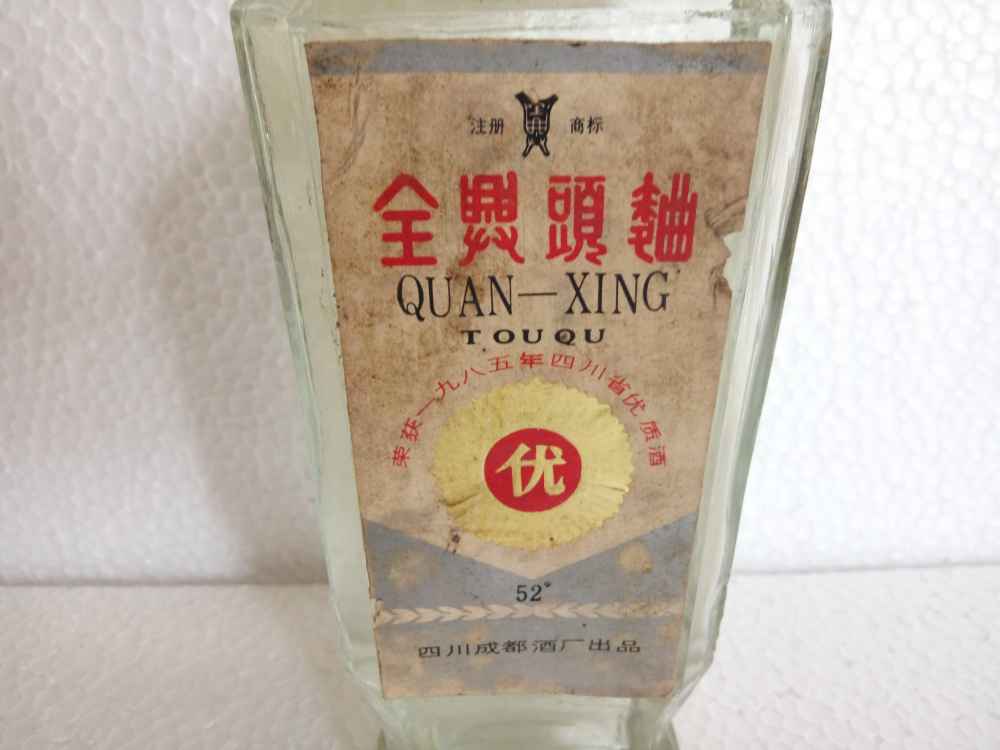 注册 商标
全興頭麯
QUAN—XING
TOUQU
荣获一九八五年四川省优质酒
优
52°
四川成都酒厂出品